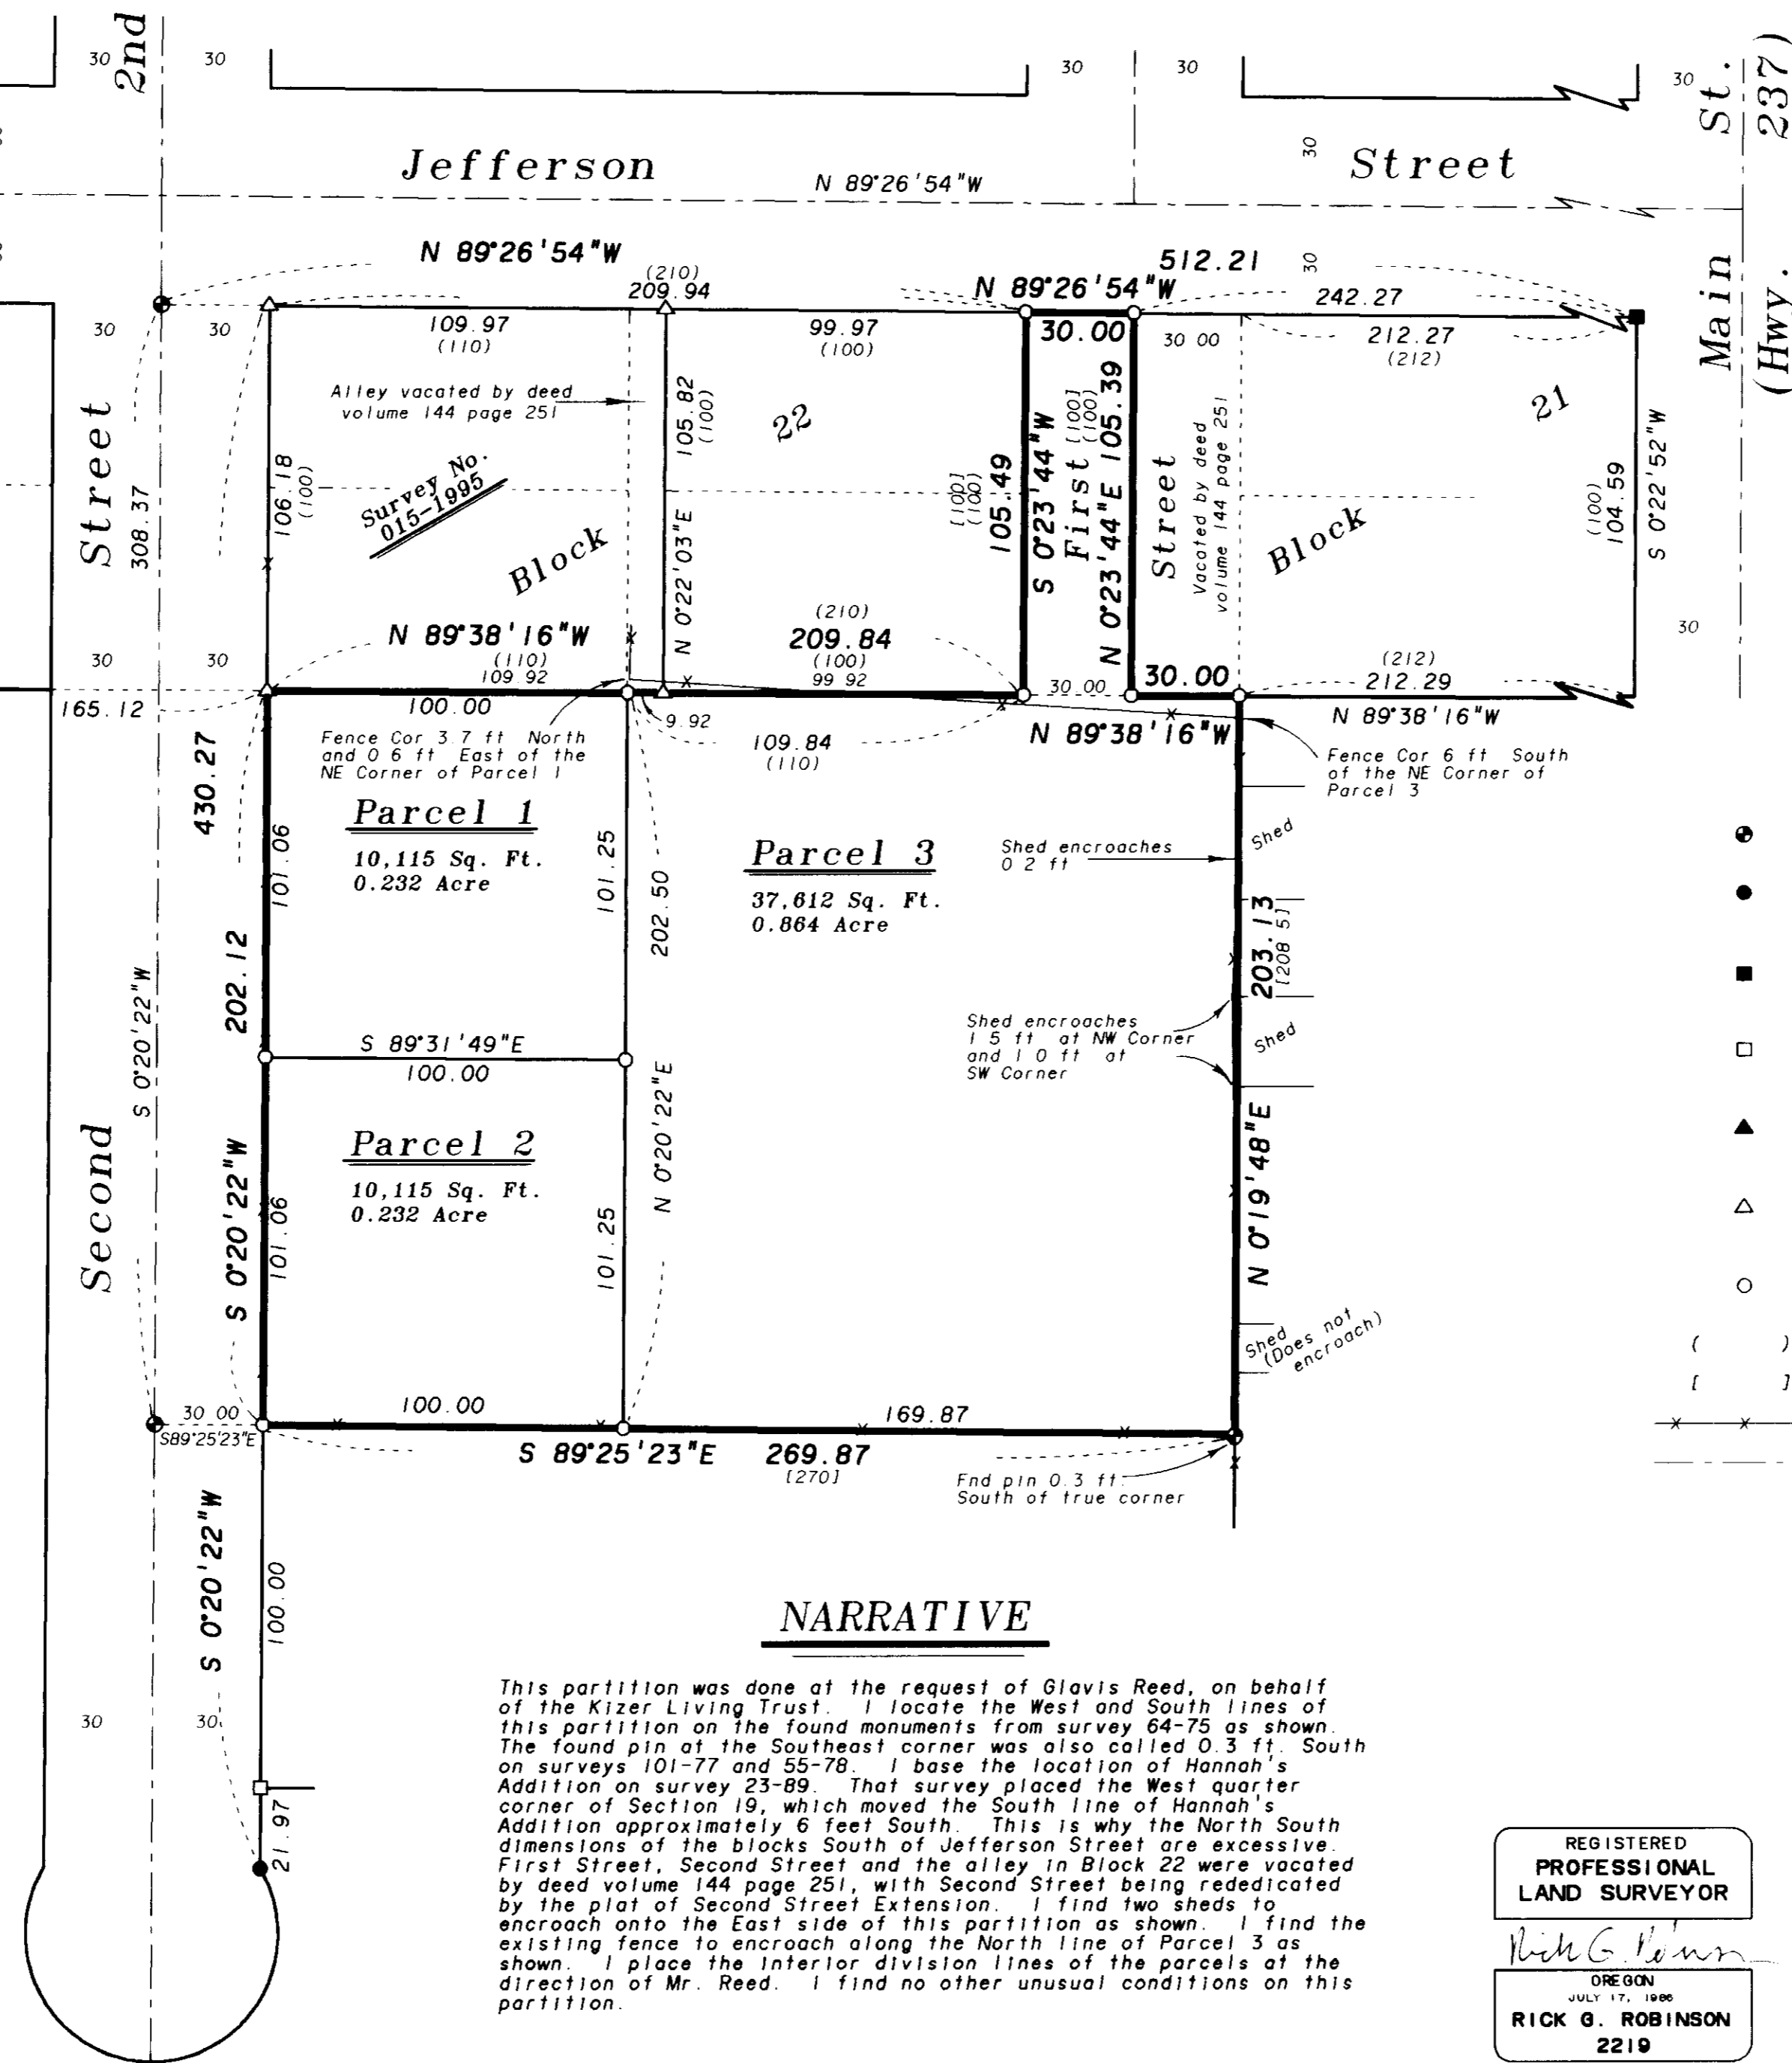 30
2nd
30
30
30
30
St.
237)
Jefferson
N 89°26'54"W
30
Street
N 89°26'54"W
(210)
209.94
N 89°26'54"W
512.21
30
242.27
Main
(Hwy.
30
30
109.97
(110)
99.97
(100)
30.00
30 00
212.27
(212)
Alley vacated by deed
volume 144 page 251
105.82
(100)
22
21
Street
308.37
106.18
(100)
Survey No.
015-1995
Block
N 0°22'03"E
[100]
(100)
105.49
S 0°23'44"W
First
[100]
(100)
N 0°23'44"E 105.39
Street
Vacated by deed
volume 144 page 251
Block
(100)
104.59
S 0°22'52"W
30
30
30
N 89°38'16"W
(110)
109.92
(210)
209.84
(100)
99 92
30.00
30 00
(212)
212.29
165.12
100.00
9.92
109.84
(110)
N 89°38'16"W
N 89°38'16"W
430.27
Fence Cor 3 7 ft North
and 0 6 ft East of the
NE Corner of Parcel 1
Fence Cor 6 ft South
of the NE Corner of
Parcel 3
Parcel 1
10,115 Sq. Ft.
0.232 Acre
101.06
101.25
202.50
Parcel 3
37,612 Sq. Ft.
0.864 Acre
Shed encroaches
0 2 ft
Shed
203.13
[208 5]
202.12
S 0°20'22"W
S 89°31'49"E
100.00
Shed encroaches
1 5 ft at NW Corner
and 1 0 ft at
SW Corner
Shed
Second
S 0°20'22"W
101.06
Parcel 2
10,115 Sq. Ft.
0.232 Acre
101.25
N 0°20'22"E
N 0°19'48"E
Shed
(Does not
encroach)
( )
[ ]
30 00
S89°25'23"E
100.00
169.87
S 89°25'23"E 269.87
[270]
Fnd pin 0.3 ft.
South of true corner
S 0°20'22"W
100.00
30
30
21.97
NARRATIVE
This partition was done at the request of Glavis Reed, on behalf
of the Kizer Living Trust. I locate the West and South lines of
this partition on the found monuments from survey 64-75 as shown.
The found pin at the Southeast corner was also called 0.3 ft. South
on surveys 101-77 and 55-78. I base the location of Hannah's
Addition on survey 23-89. That survey placed the West quarter
corner of Section 19, which moved the South line of Hannah's
Addition approximately 6 feet South. This is why the North South
dimensions of the blocks South of Jefferson Street are excessive.
First Street, Second Street and the alley in Block 22 were vacated
by deed volume 144 page 251, with Second Street being rededicated
by the plat of Second Street Extension. I find two sheds to
encroach onto the East side of this partition as shown. I find the
existing fence to encroach along the North line of Parcel 3 as
shown. I place the interior division lines of the parcels at the
direction of Mr. Reed. I find no other unusual conditions on this
partition.
REGISTERED
PROFESSIONAL
LAND SURVEYOR
OREGON
JULY 17, 1986
RICK G. ROBINSON
2219